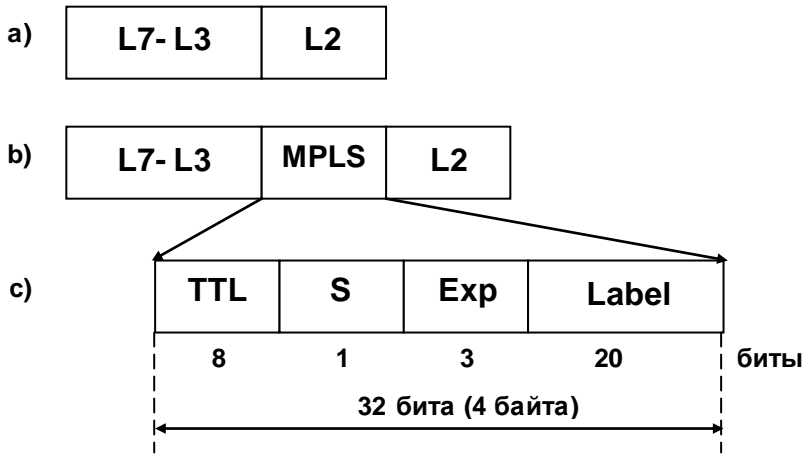 a) L7- L3 L2
b) L7- L3 MPLS L2
c) TTL S Exp Label
8 1 3 20 биты
32 бита (4 байта)